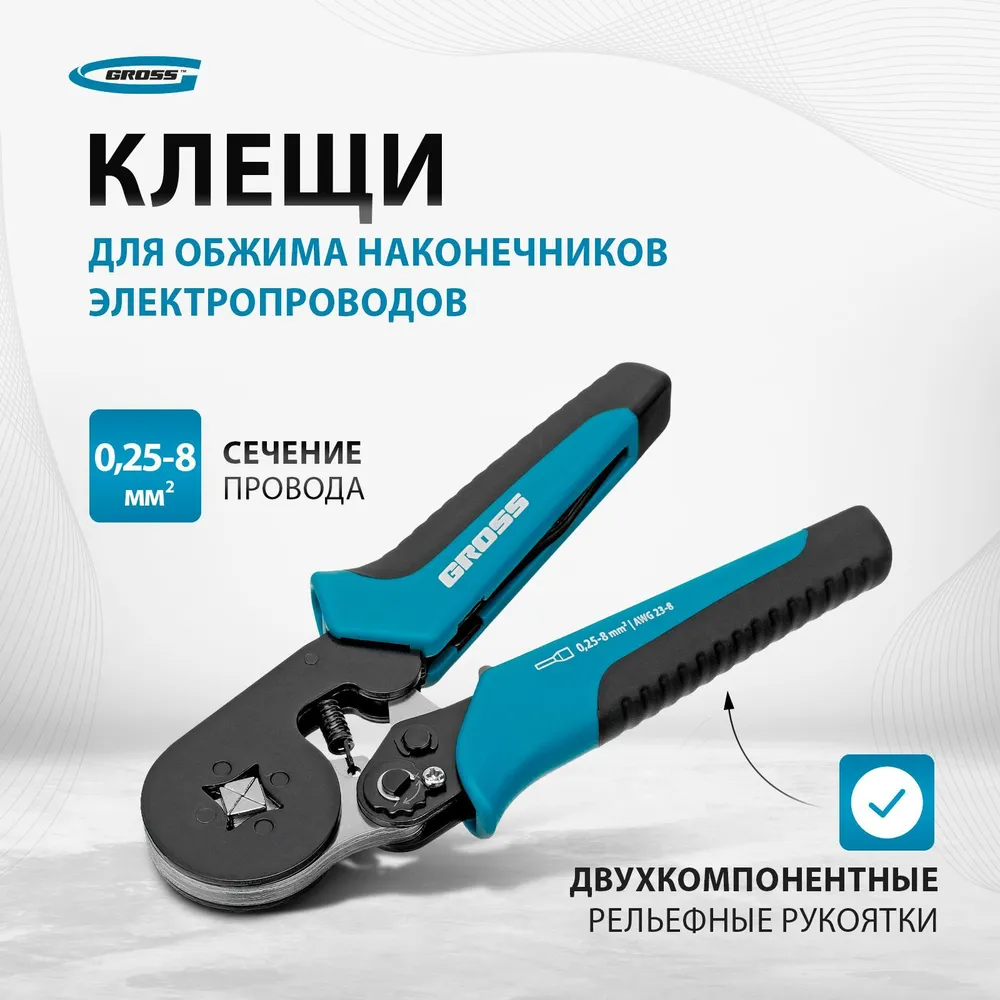 GROSS™
КЛЕЩИ
ДЛЯ ОБЖИМА НАКОНЕЧНИКОВ
ЭЛЕКТРОПРОВОДОВ
0,25-8
мм²
СЕЧЕНИЕ
ПРОВОДА
GROSS
0,25-8 mm² | AWG 23-8
ДВУХКОМПОНЕНТНЫЕ
РЕЛЬЕФНЫЕ РУКОЯТКИ